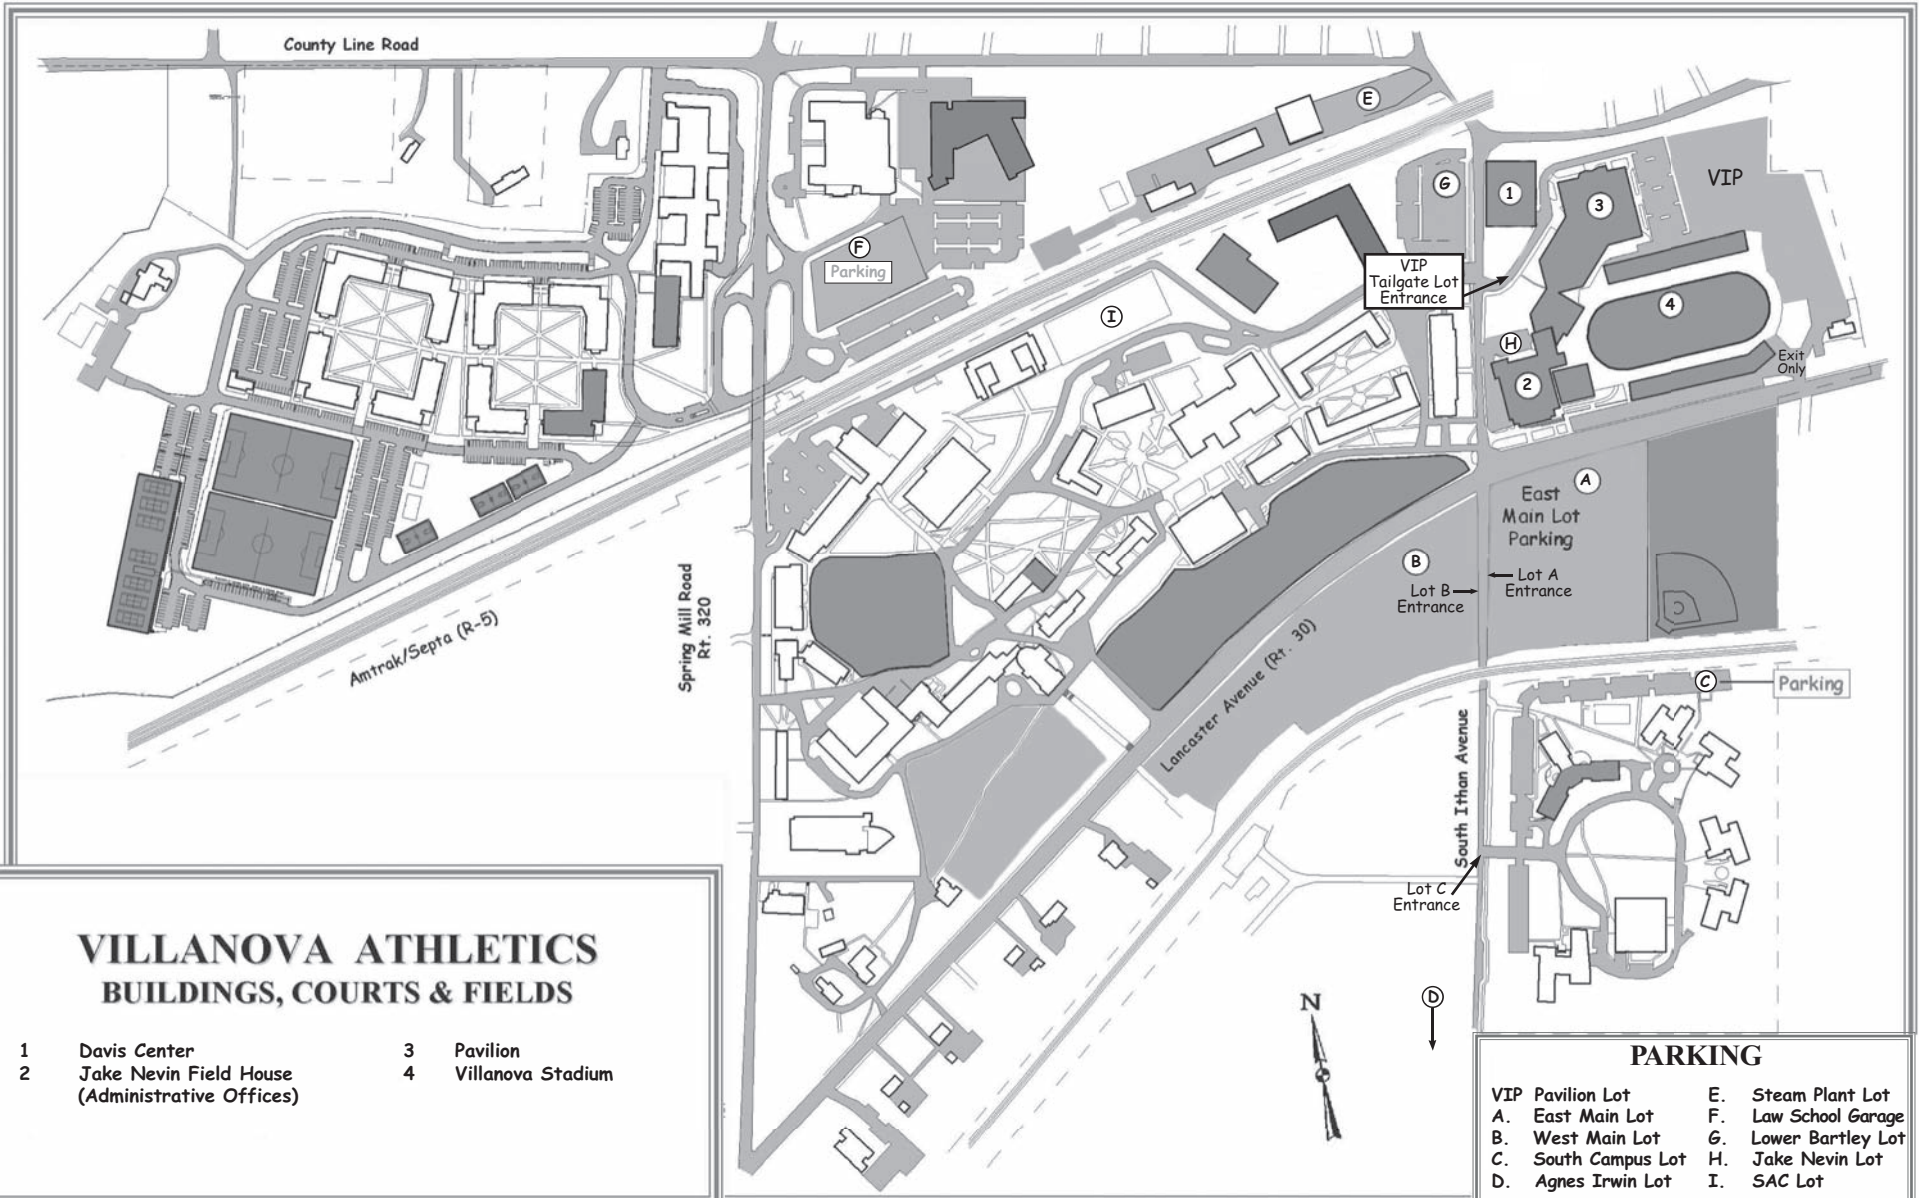 County Line Road
E
VIP
G
1
3
F
Parking
VIP
Tailgate Lot
Entrance
I
4
H
2
Exit
Only
A
East
Main Lot
Parking
B
Lot B
Entrance
Lot A
Entrance
Spring Mill Road
Rt. 320
Amtrak/Septa (R-5)
Lancaster Avenue (Rt. 30)
C
Parking
South Ithan Avenue
Lot C
Entrance
N
D
VILLANOVA ATHLETICS
BUILDINGS, COURTS & FIELDS
1 Davis Center
2 Jake Nevin Field House
(Administrative Offices)
3 Pavilion
4 Villanova Stadium
PARKING
VIP Pavilion Lot
A. East Main Lot
B. West Main Lot
C. South Campus Lot
D. Agnes Irwin Lot
E. Steam Plant Lot
F. Law School Garage
G. Lower Bartley Lot
H. Jake Nevin Lot
I. SAC Lot